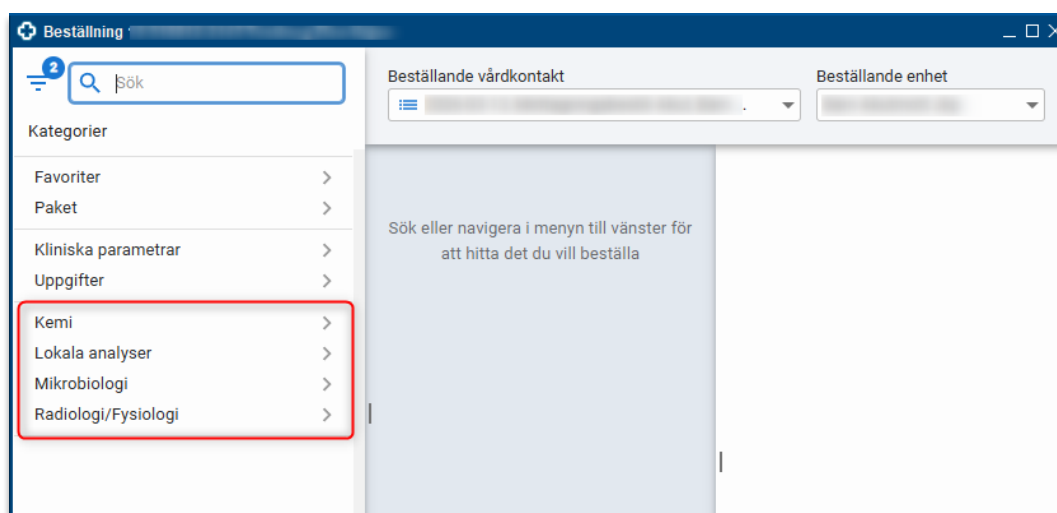 Beställning
2
Sök
Beställande vårdkontakt
Beställande enhet
Kategorier
Favoriter
Paket
Kliniska parametrar
Uppgifter
Kemi
Lokala analyser
Mikrobiologi
Radiologi/Fysiologi
Sök eller navigera i menyn till vänster för
att hitta det du vill beställa